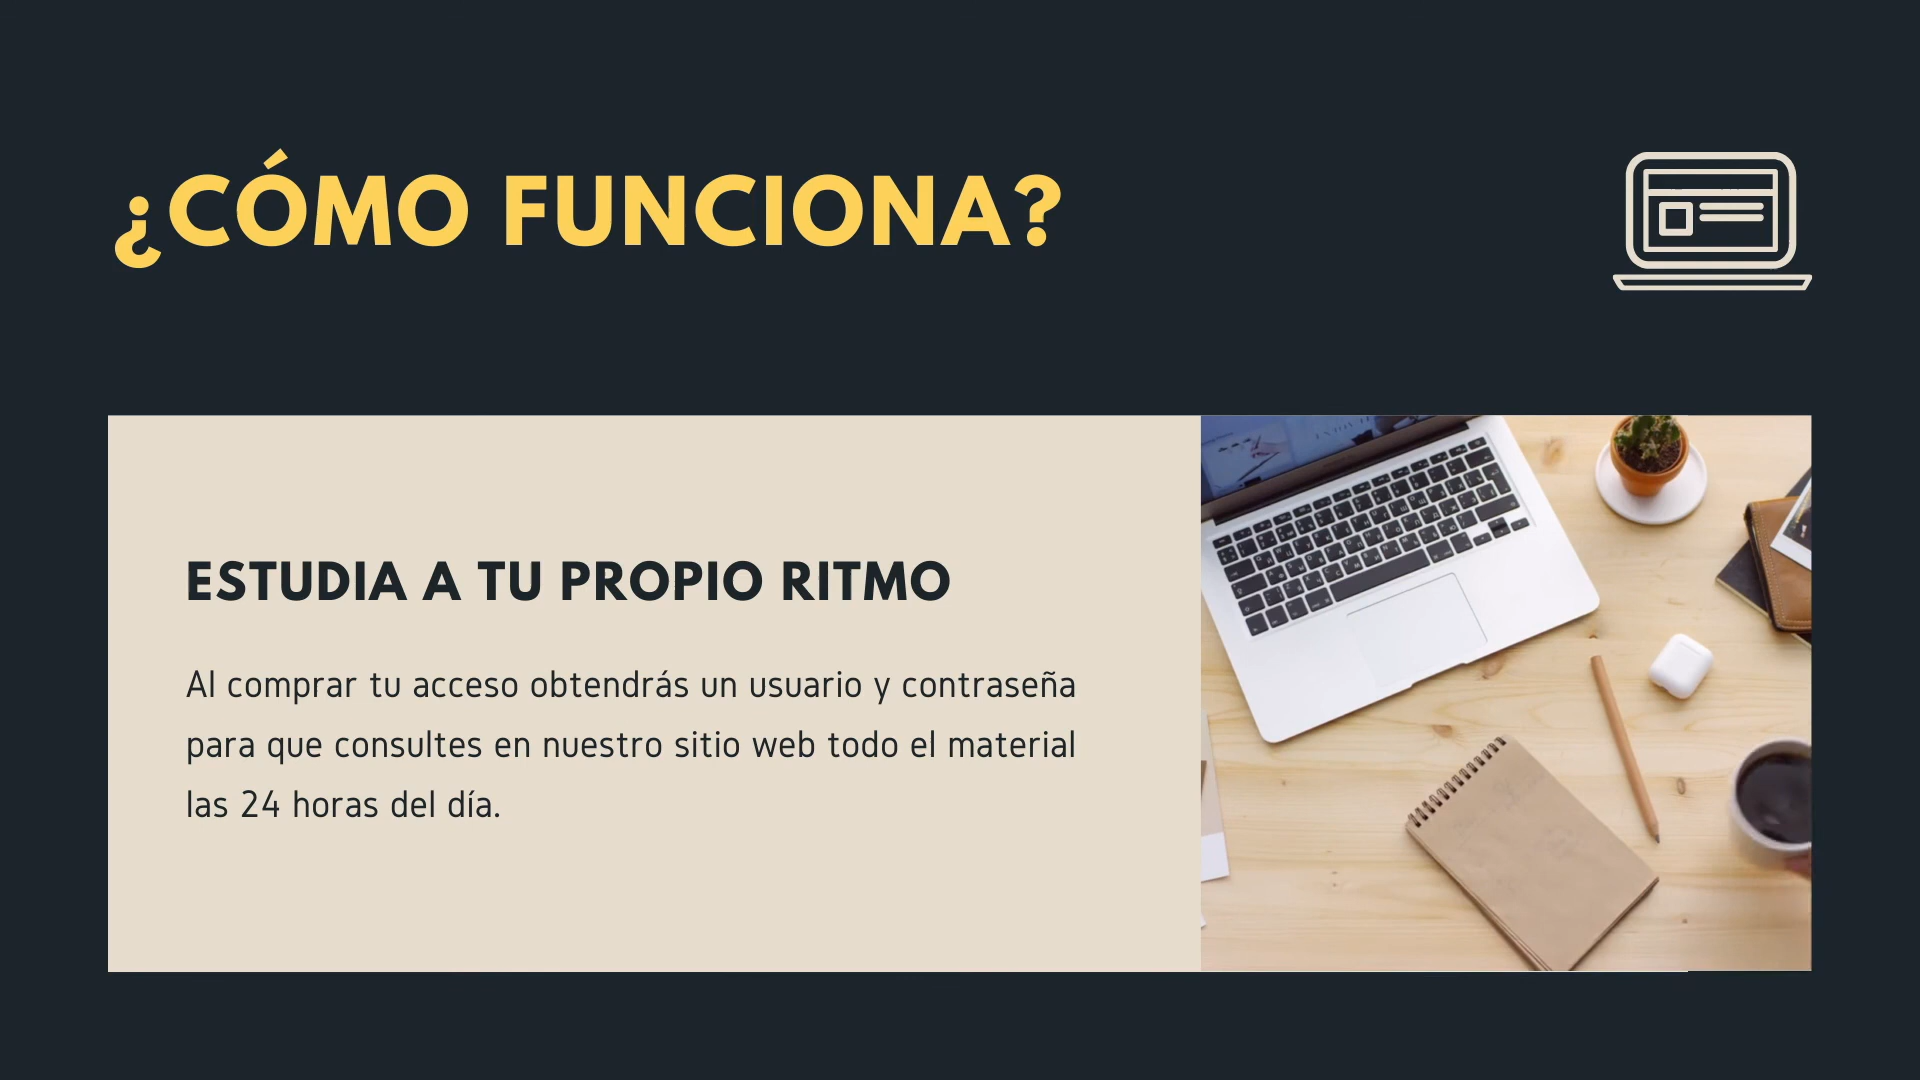 ¿CÓMO FUNCIONA?
ESTUDIA A TU PROPIO RITMO
Al comprar tu acceso obtendrás un usuario y contraseña
para que consultes en nuestro sitio web todo el material
las 24 horas del día.